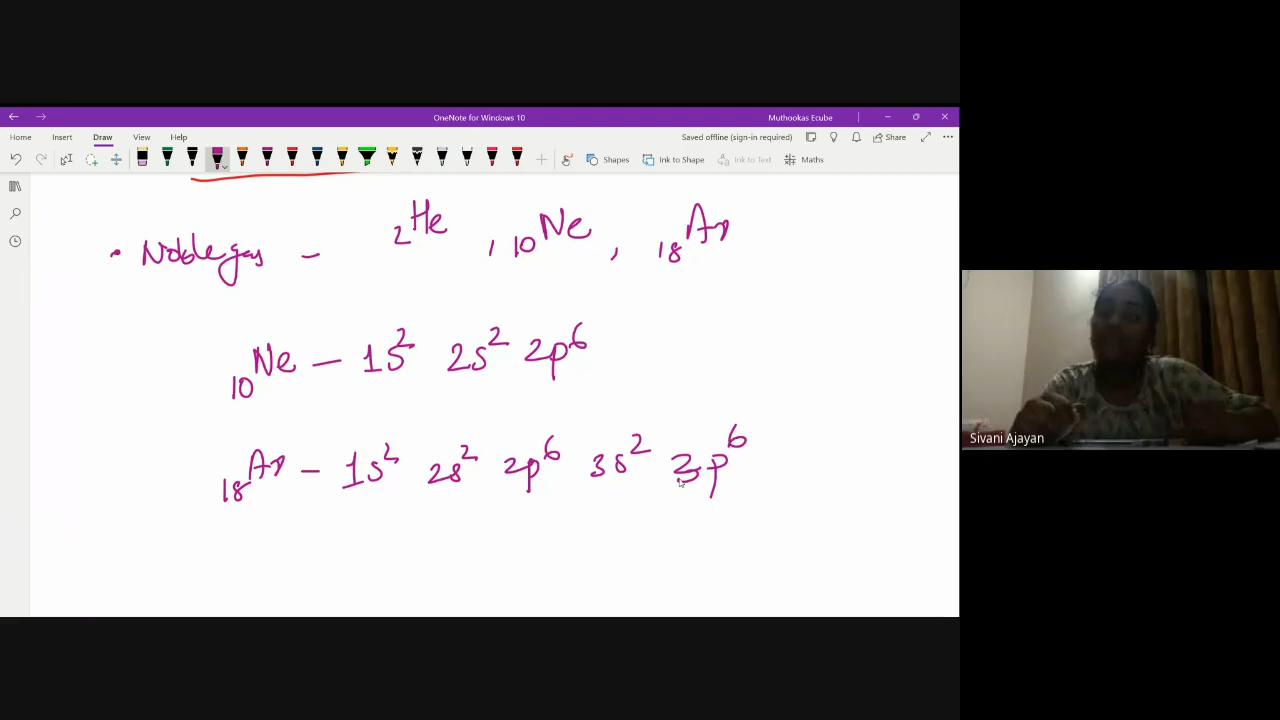 OneNote for Windows 10
Muthookas Ecube
Home Insert Draw View Help
Saved offline (sign-in required)
Share
Shapes
Ink to Shape
Ink to Text
Maths
• Noble gas – ₂He , ₁₀Ne , ₁₈Ar
₁₀Ne – 1s² 2s² 2p⁶
₁₈Ar – 1s² 2s² 2p⁶ 3s² 3p⁶
Sivani Ajayan